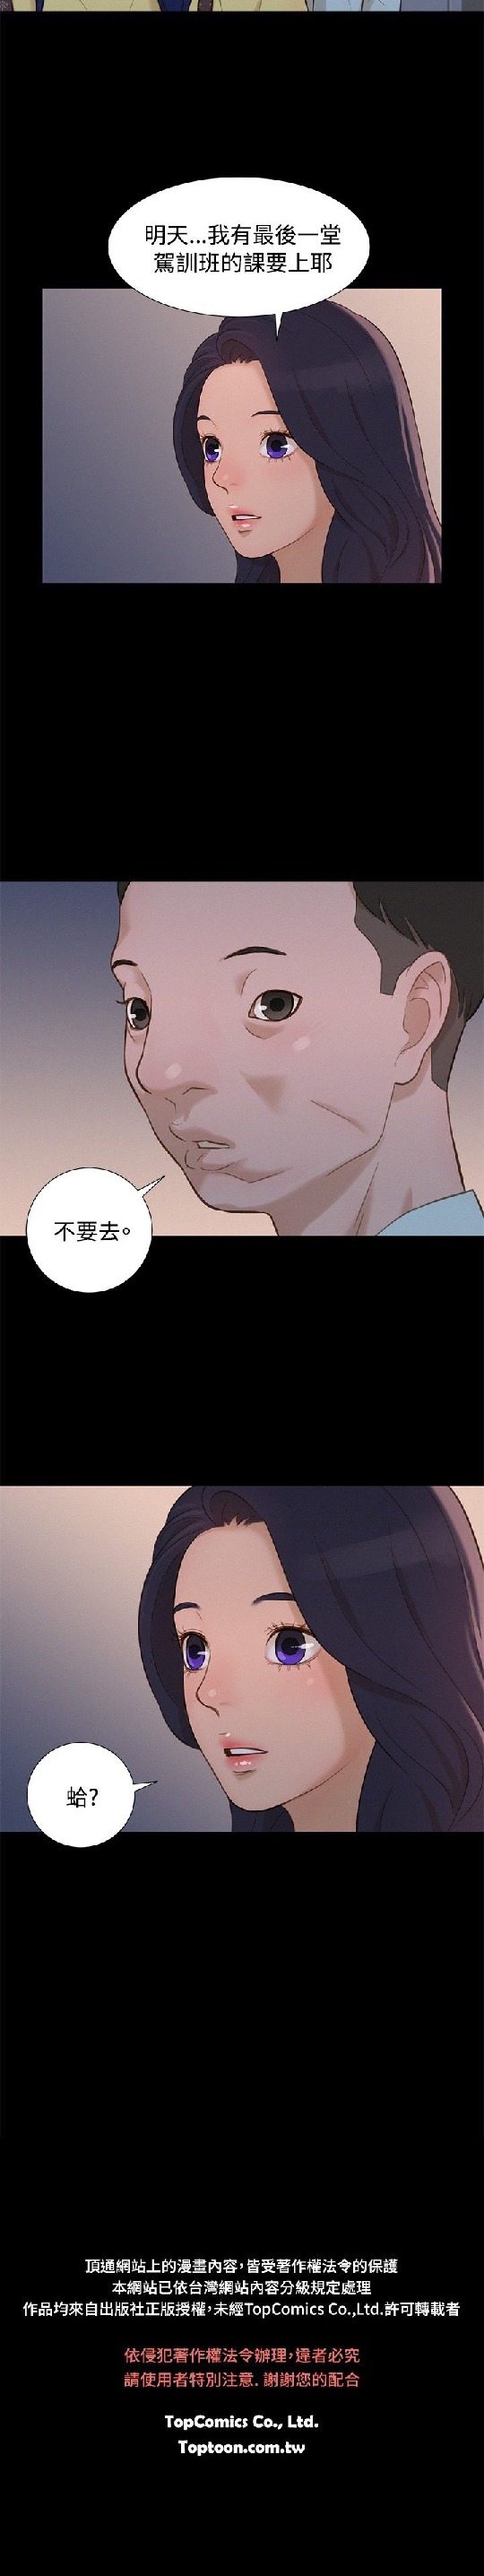 明天...我有最後一堂
駕訓班的課要上耶
不要去。
蛤?
頂通網站上的漫畫內容,皆受著作權法令的保護
本網站已依台灣網站內容分級規定處理
作品均來自出版社正版授權,未經TopComics Co.,Ltd.許可轉載者
依侵犯著作權法令辦理,違者必究
請使用者特別注意. 謝謝您的配合
TopComics Co., Ltd.
Toptoon.com.tw